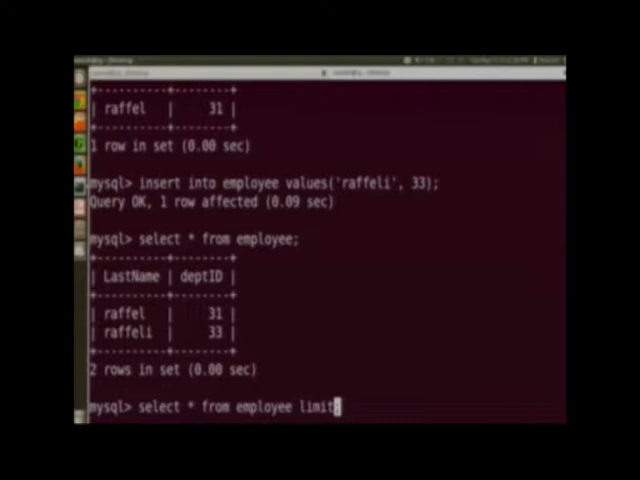 +----------+--------+
| raffel   |     31 |
+----------+--------+
1 row in set (0.00 sec)
mysql> insert into employee values('raffeli', 33);
Query OK, 1 row affected (0.09 sec)
mysql> select * from employee;
+----------+--------+
| LastName | deptID |
+----------+--------+
| raffel   |     31 |
| raffeli  |     33 |
+----------+--------+
2 rows in set (0.00 sec)
mysql> select * from employee limit;